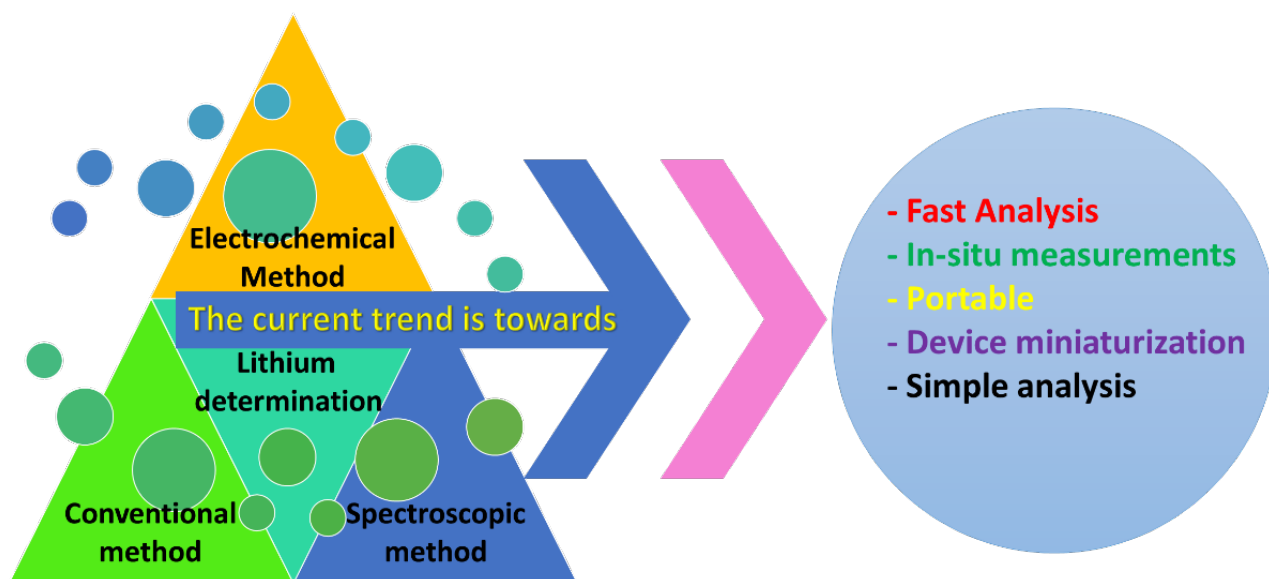 Electrochemical
Method
The current trend is towards
Lithium
determination
Conventional
method
Spectroscopic
method
- Fast Analysis
- In-situ measurements
- Portable
- Device miniaturization
- Simple analysis